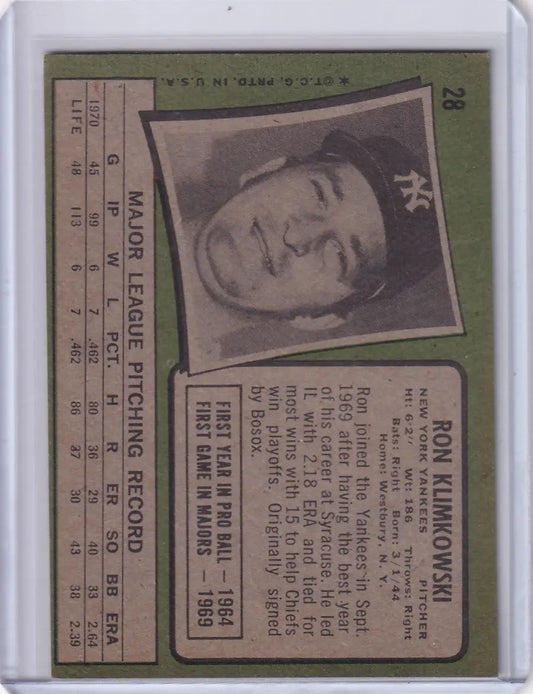 28
RON KLIMKOWSKI
NEW YORK YANKEES PITCHER
Ht: 6'2" Wt: 186 Throws: Right
Bats: Right Born: 3/1/44
Home: Westbury, N. Y.
Ron joined the Yankees in Sept.
1969 after having the best year
of his career at Syracuse. He led
IL with 2.18 ERA and tied for
most wins with 15 to help Chiefs
win playoffs. Originally signed
by Bosox.
FIRST YEAR IN PRO BALL — 1964
FIRST GAME IN MAJORS — 1969
NY
MAJOR LEAGUE PITCHING RECORD
G IP W L PCT. H R ER SO BB ERA
1970 45 99 6 7 .462 80 36 29 40 33 2.64
LIFE 48 113 6 7 .462 86 37 30 43 38 2.39
*©T.C.G. PRTD. IN U.S.A.